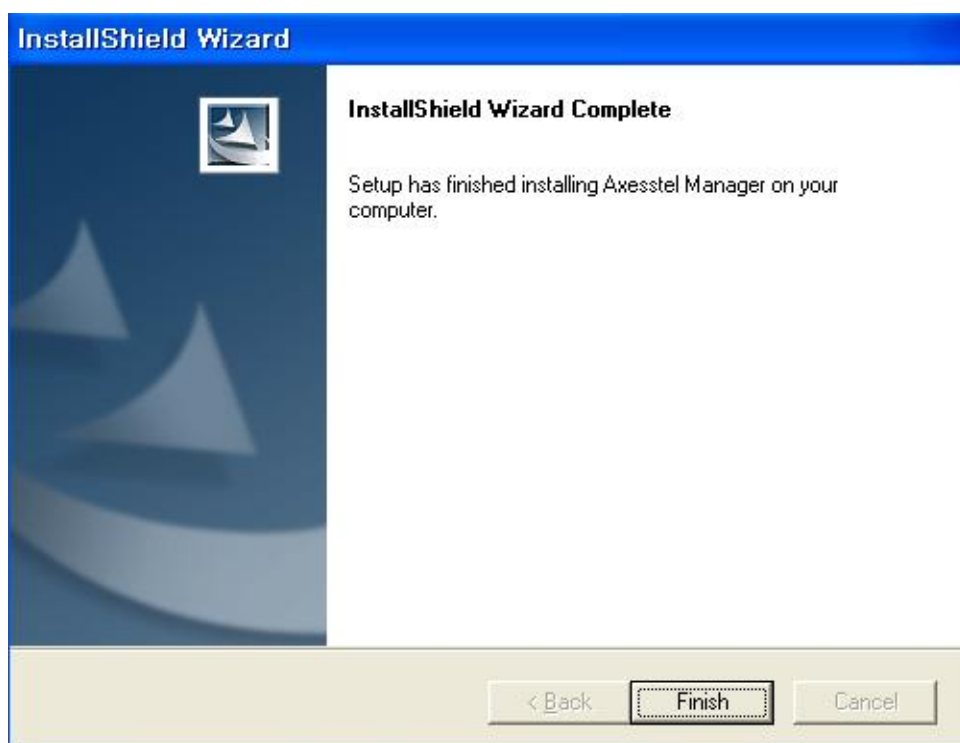 InstallShield Wizard
InstallShield Wizard Complete
Setup has finished installing Axesstel Manager on your
computer.
< Back
Finish
Cancel